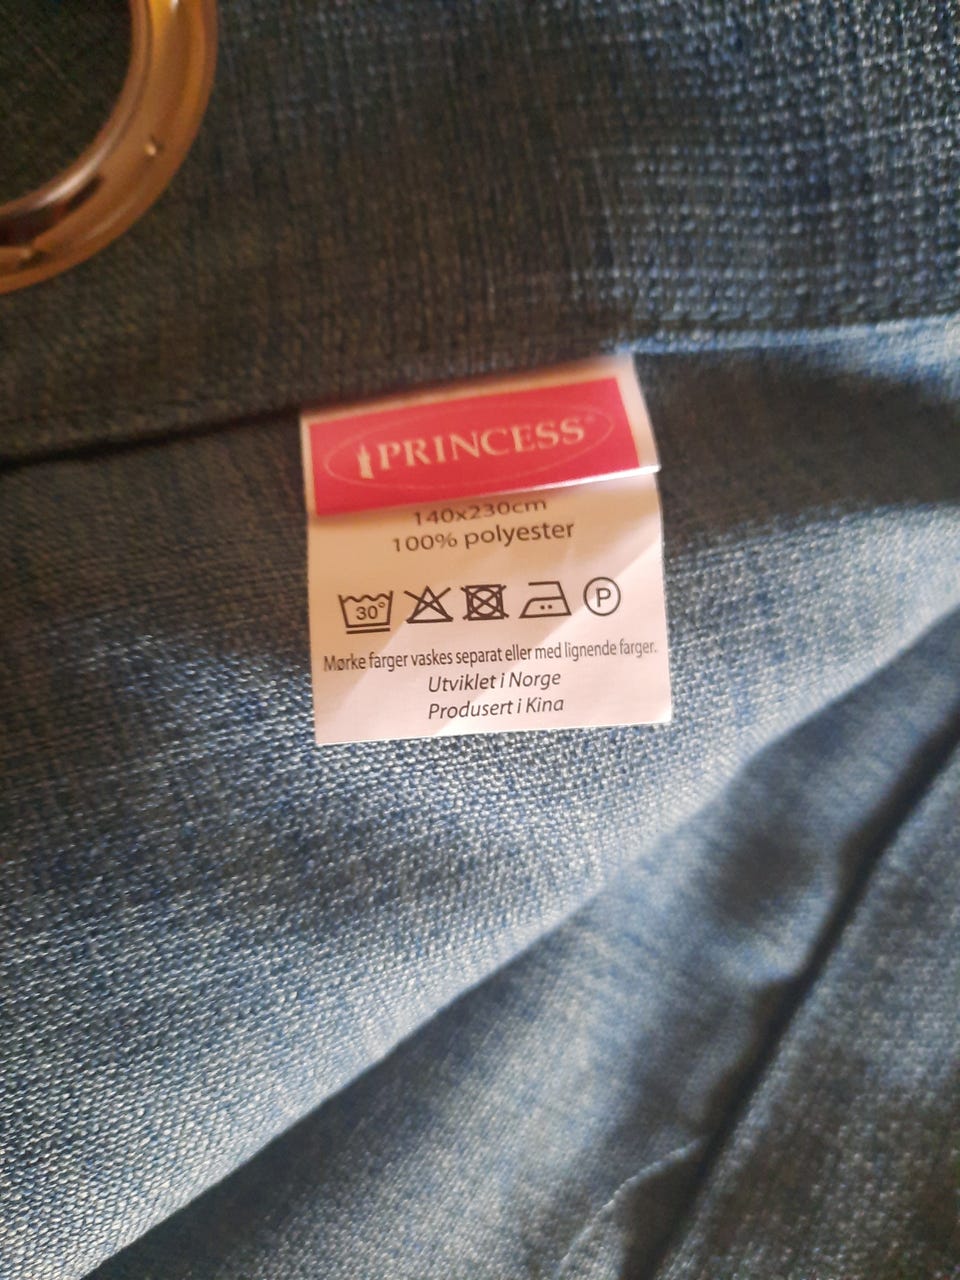 PRINCESS®
140x230cm
100% polyester
30°
P
Mørke farger vaskes separat eller med lignende farger.
Utviklet i Norge
Produsert i Kina